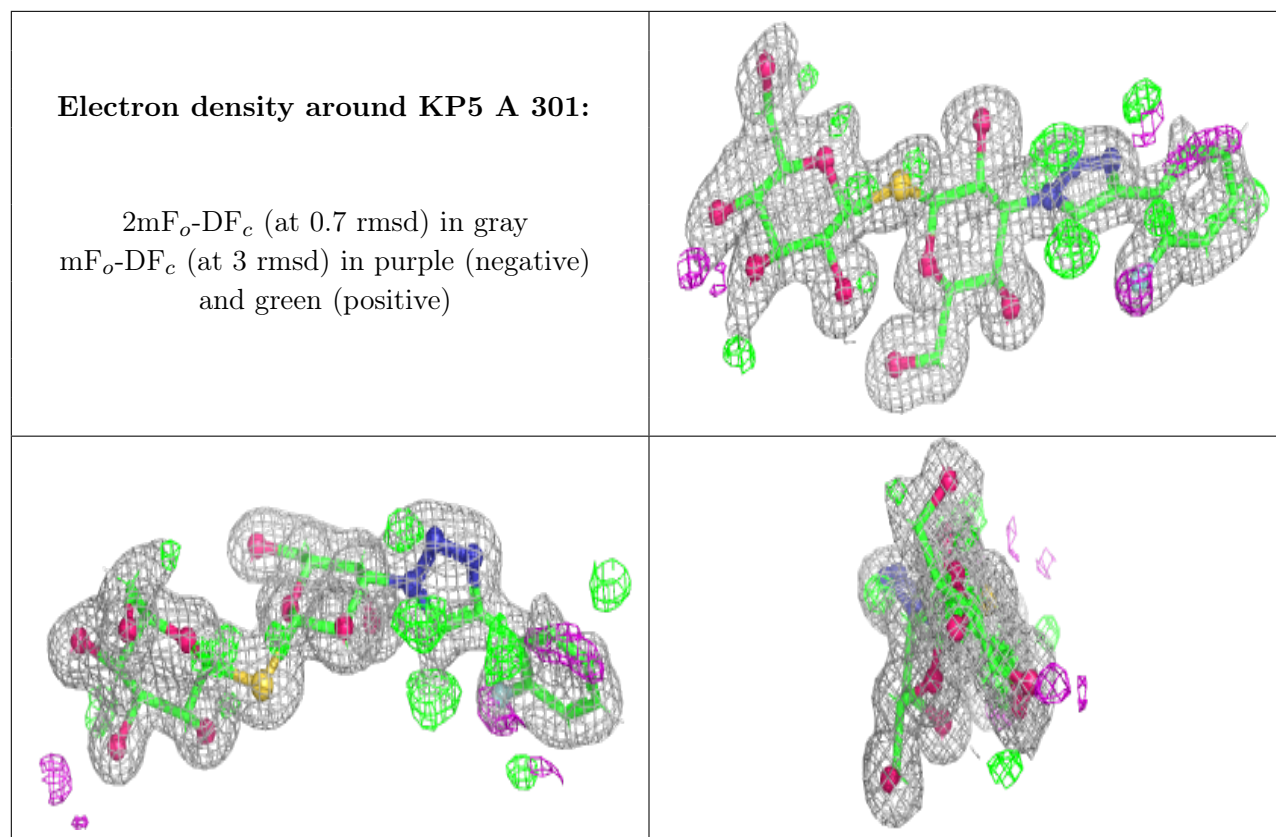 Electron density around KP5 A 301:
2mFₒ-DF𝒸 (at 0.7 rmsd) in gray
mFₒ-DF𝒸 (at 3 rmsd) in purple (negative)
and green (positive)